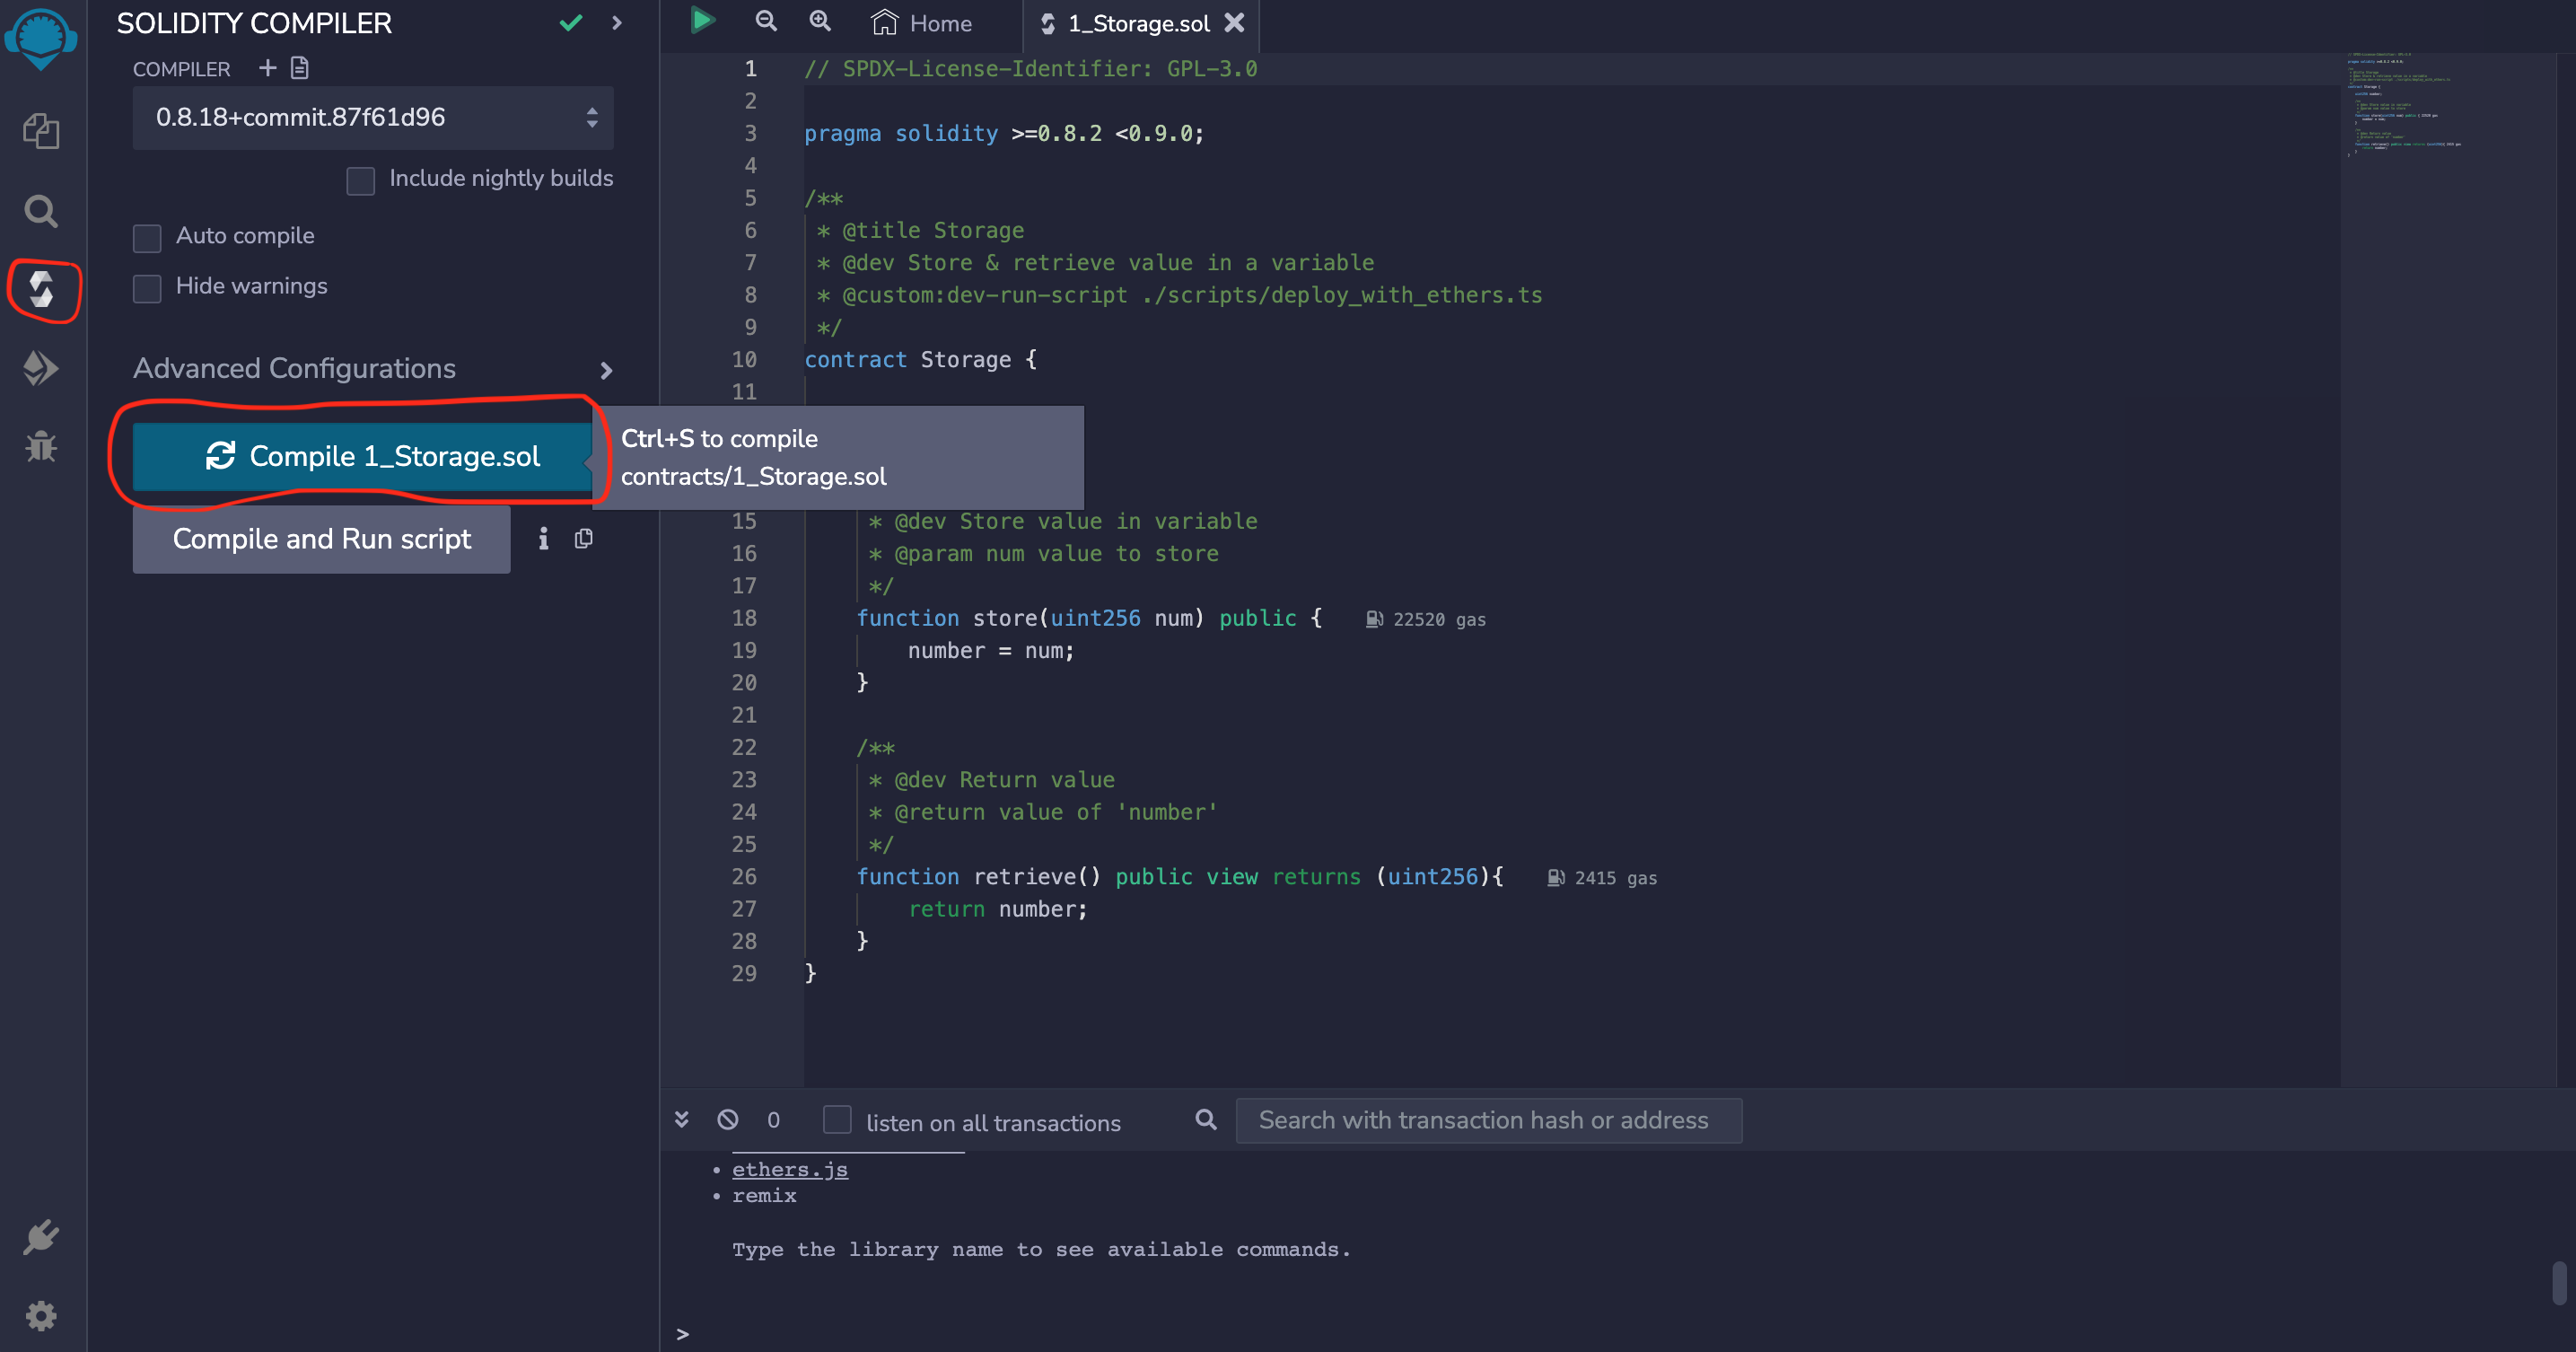 SOLIDITY COMPILER
COMPILER
0.8.18+commit.87f61d96
Include nightly builds
Auto compile
Hide warnings
Advanced Configurations
Compile 1_Storage.sol
Ctrl+S to compile
contracts/1_Storage.sol
Compile and Run script
Home
1_Storage.sol
1 // SPDX-License-Identifier: GPL-3.0
2
3 pragma solidity >=0.8.2 <0.9.0;
4
5 /**
6 * @title Storage
7 * @dev Store & retrieve value in a variable
8 * @custom:dev-run-script ./scripts/deploy_with_ethers.ts
9 */
10 contract Storage {
11
15 * @dev Store value in variable
16 * @param num value to store
17 */
18 function store(uint256 num) public { 22520 gas
19 number = num;
20 }
21
22 /**
23 * @dev Return value
24 * @return value of 'number'
25 */
26 function retrieve() public view returns (uint256){ 2415 gas
27 return number;
28 }
29 }
0
listen on all transactions
Search with transaction hash or address
• ethers.js
• remix
Type the library name to see available commands.
>